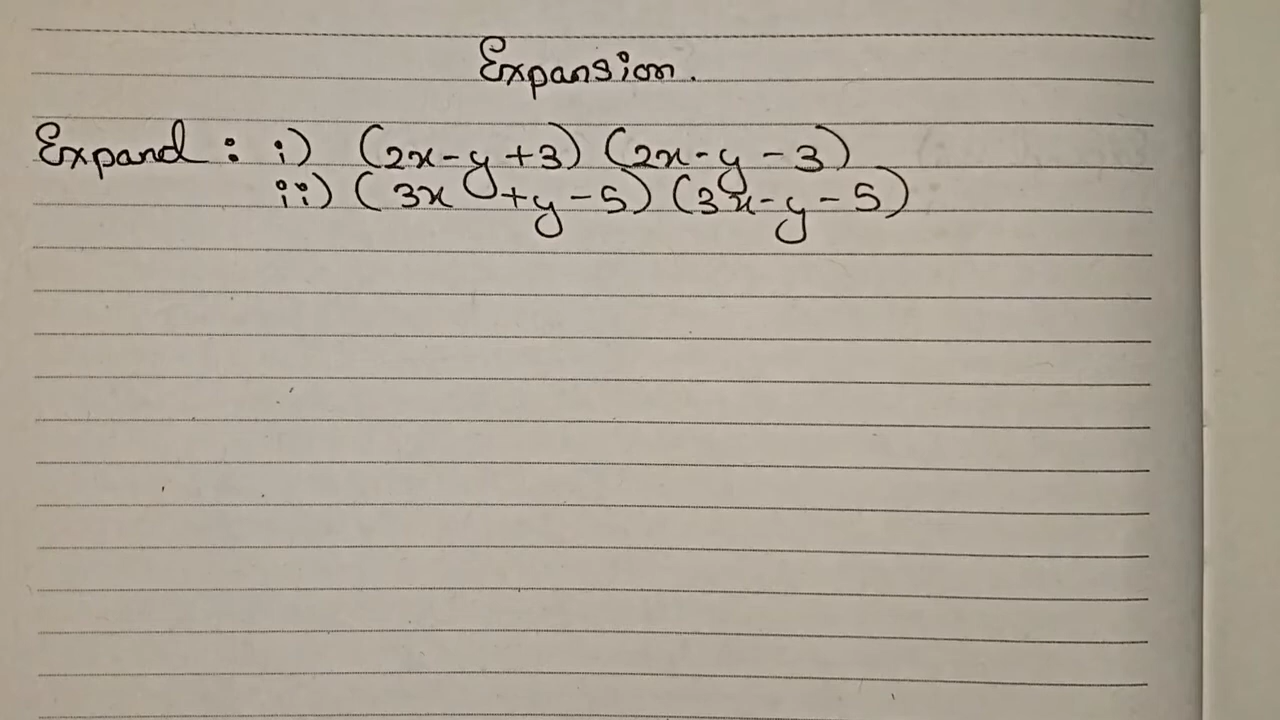 Expansion.
Expand : i) (2x-y+3) (2x-y-3)
ii) (3x+y-5) (3x-y-5)